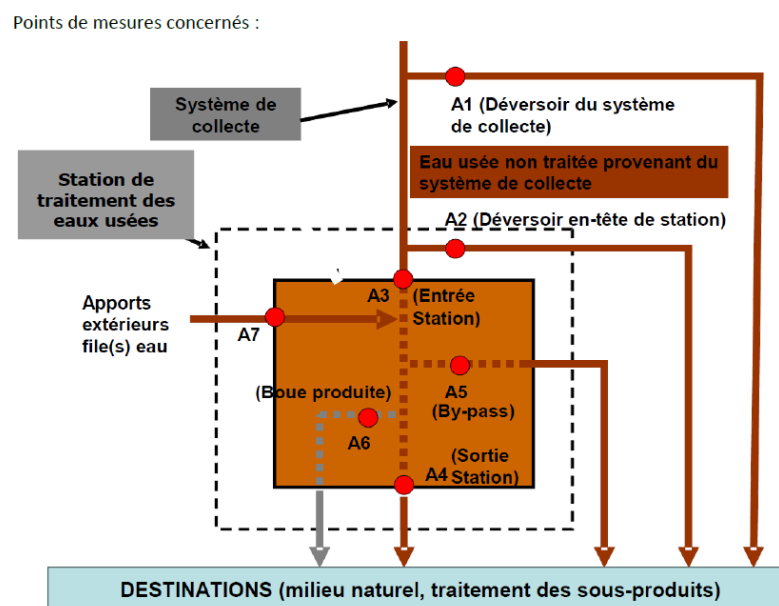 Points de mesures concernés :
Système de
collecte
A1 (Déversoir du système
de collecte)
Eau usée non traitée provenant du
système de collecte
Station de
traitement des
eaux usées
A2 (Déversoir en-tête de station)
A3 (Entrée
Station)
Apports
extérieurs
file(s) eau
A7
(Boue produite)
A5
(By-pass)
A6
(Sortie
A4 Station)
DESTINATIONS (milieu naturel, traitement des sous-produits)